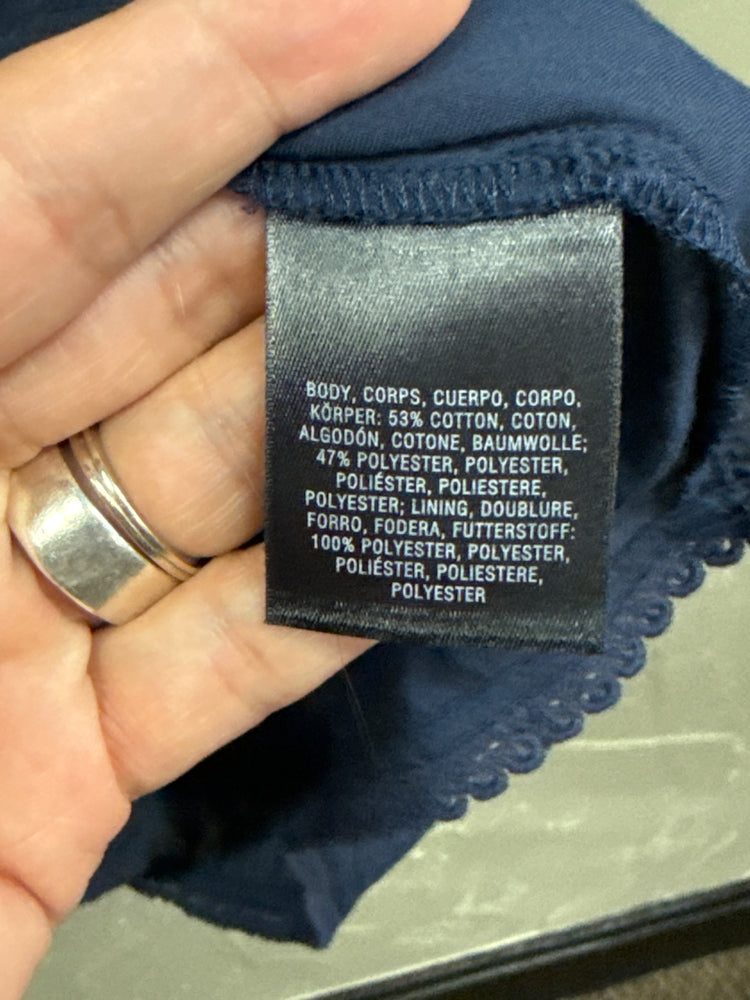 BODY, CORPS, CUERPO, CORPO,
KÖRPER: 53% COTTON, COTON,
ALGODÓN, COTONE, BAUMWOLLE;
47% POLYESTER, POLYESTER,
POLIÉSTER, POLIESTERE,
POLYESTER; LINING, DOUBLURE,
FORRO, FODERA, FUTTERSTOFF:
100% POLYESTER, POLYESTER,
POLIÉSTER, POLIESTERE,
POLYESTER